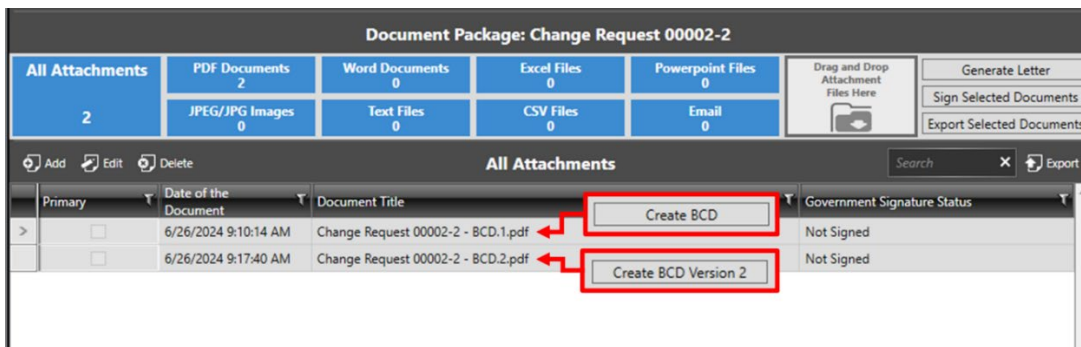 Document Package: Change Request 00002-2
All Attachments
2
PDF Documents
2
Word Documents
0
Excel Files
0
Powerpoint Files
0
JPEG/JPG Images
0
Text Files
0
CSV Files
0
Email
0
Drag and Drop
Attachment
Files Here
Generate Letter
Sign Selected Documents
Export Selected Documents
Add Edit Delete
All Attachments
Search X Export
Primary Date of the Document Document Title Government Signature Status
Create BCD
6/26/2024 9:10:14 AM Change Request 00002-2 - BCD.1.pdf Not Signed
6/26/2024 9:17:40 AM Change Request 00002-2 - BCD.2.pdf Not Signed
Create BCD Version 2